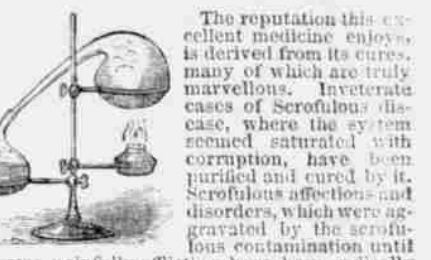 The reputation this ex-
cellent medicine enjoys,
is derived from its cures,
many of which are truly
marvellous. Inveterate
cases of Scrofulous dis-
ease, where the system
seemed saturated with
corruption, have been
purified and cured by it.
Scrofulous affections and
disorders, which were ag-
gravated by the scrofu-
lous contamination until